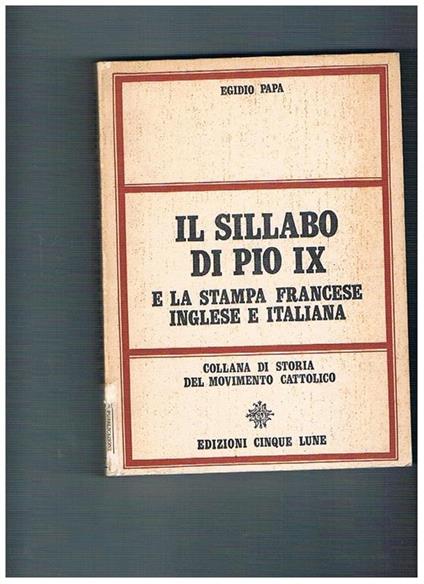 EGIDIO PAPA
IL SILLABO
DI PIO IX
E LA STAMPA FRANCESE
INGLESE E ITALIANA
COLLANA DI STORIA
DEL MOVIMENTO CATTOLICO
EDIZIONI CINQUE LUNE